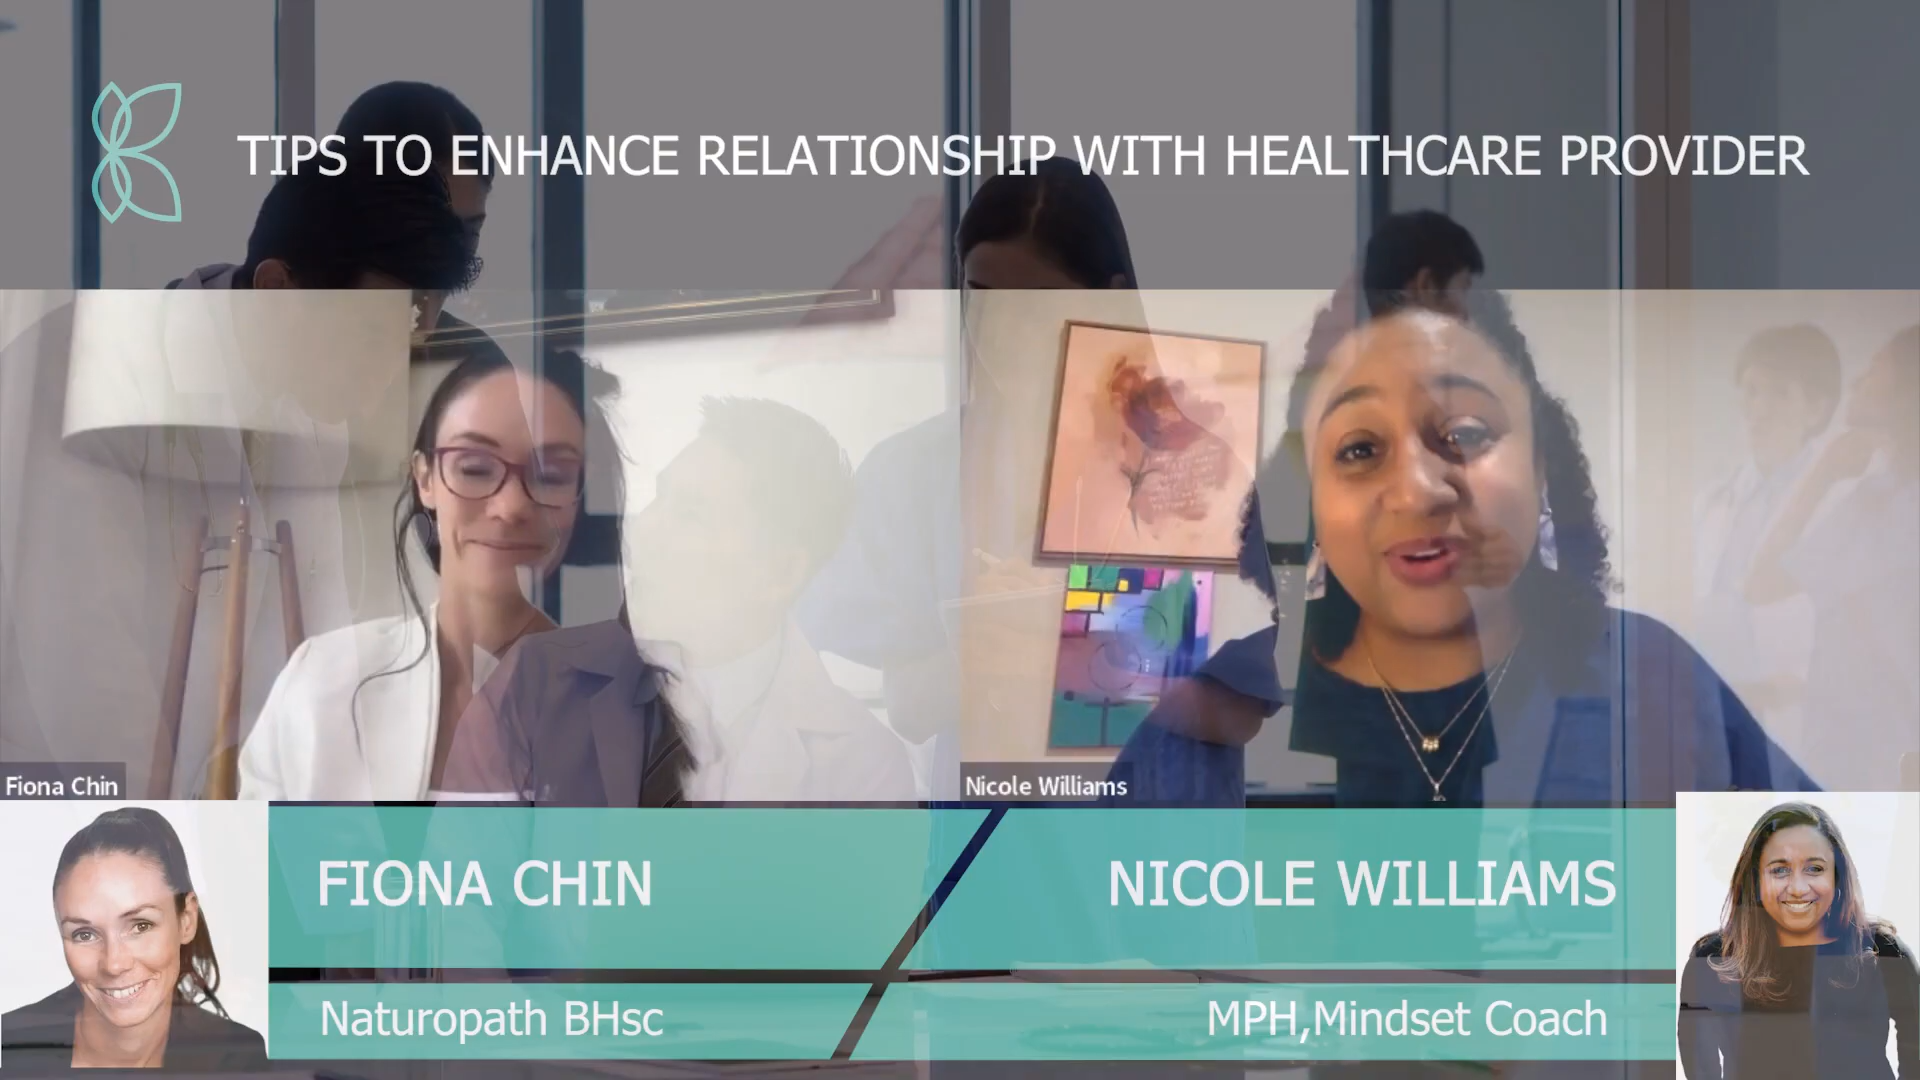 TIPS TO ENHANCE RELATIONSHIP WITH HEALTHCARE PROVIDER
Fiona Chin
Nicole Williams
FIONA CHIN
NICOLE WILLIAMS
Naturopath BHsc
MPH,Mindset Coach